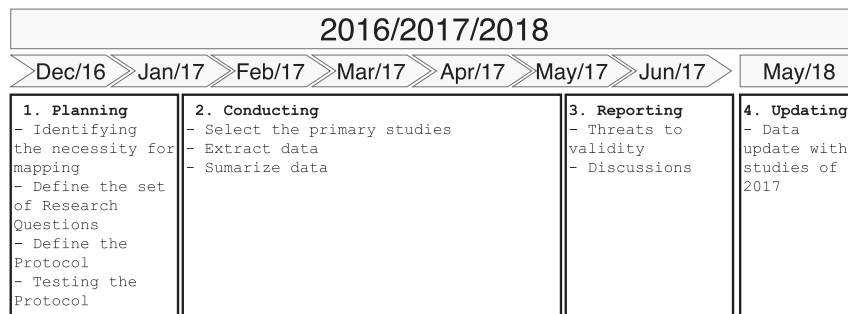 2016/2017/2018
Dec/16 Jan/17 Feb/17 Mar/17 Apr/17 May/17 Jun/17 May/18
1. Planning
- Identifying
the necessity for
mapping
- Define the set
of Research
Questions
- Define the
Protocol
- Testing the
Protocol
2. Conducting
- Select the primary studies
- Extract data
- Sumarize data
3. Reporting
- Threats to
validity
- Discussions
4. Updating
- Data
update with
studies of
2017